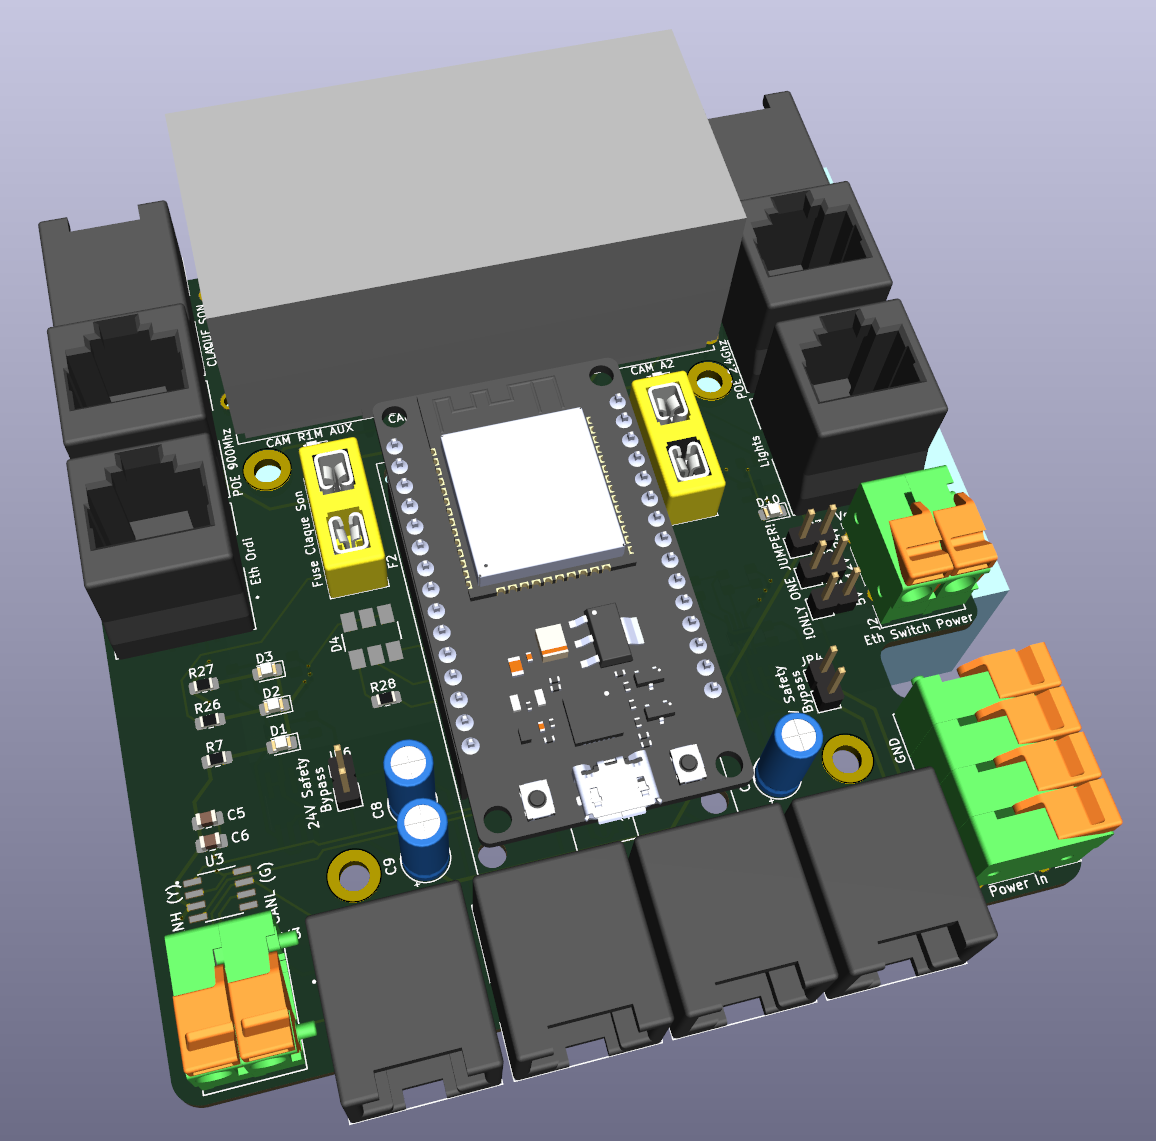 CLAQUE SON
CAM A2
POE 2.4Ghz
CAM R1M AUX
CA
POE 900Mhz
Lights
Fuse Claque Son
F2
Eth Ordi
D10
!ONLY ONE JUMPER!
J2
Eth Switch Power
D4
D3
R27
D2
R26
R28
D1
R7
JP4
Safety
Bypass
GND
24V Safety
Bypass
C5
C6
C8
C9
U3
CANL (G)
NH (Y)
Power In